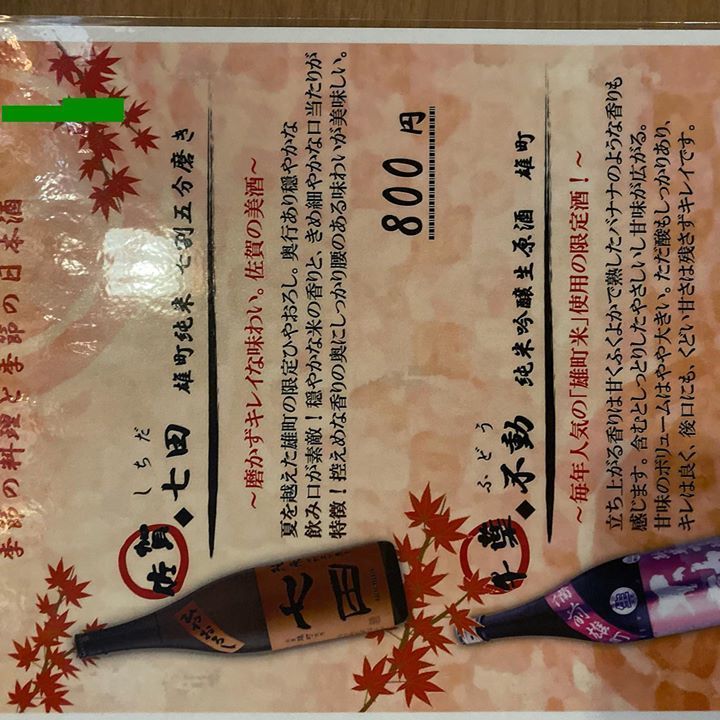 季節の料理と季節の日本酒
佐賀
しちだ
◆七田 雄町純米 七割五分磨き
~磨かずキレイな味わい。佐賀の美酒~
夏を越えた雄町の限定ひやおろし。奥行あり穏やかな
飲み口が素敵!穏やかな米の香りと、きめ細やかな口当たりが
特徴!控えめな香りの奥にしっかり腰のある味わいが美味しい。
七田
ひやおろし
800円
千葉
ふどう
◆不動 純米吟醸生原酒 雄町
~毎年人気の「雄町米」使用の限定酒!~
立ち上がる香りは甘くふくよかで熟したバナナのような香りも
感じます。含むとしっとりしたやさしいし甘味が広がる。
甘味のボリュームはやや大きい。ただ酸もしっかりあり、
キレは良く、後口にも、くどい甘さは残さずキレイです。
備前雄町